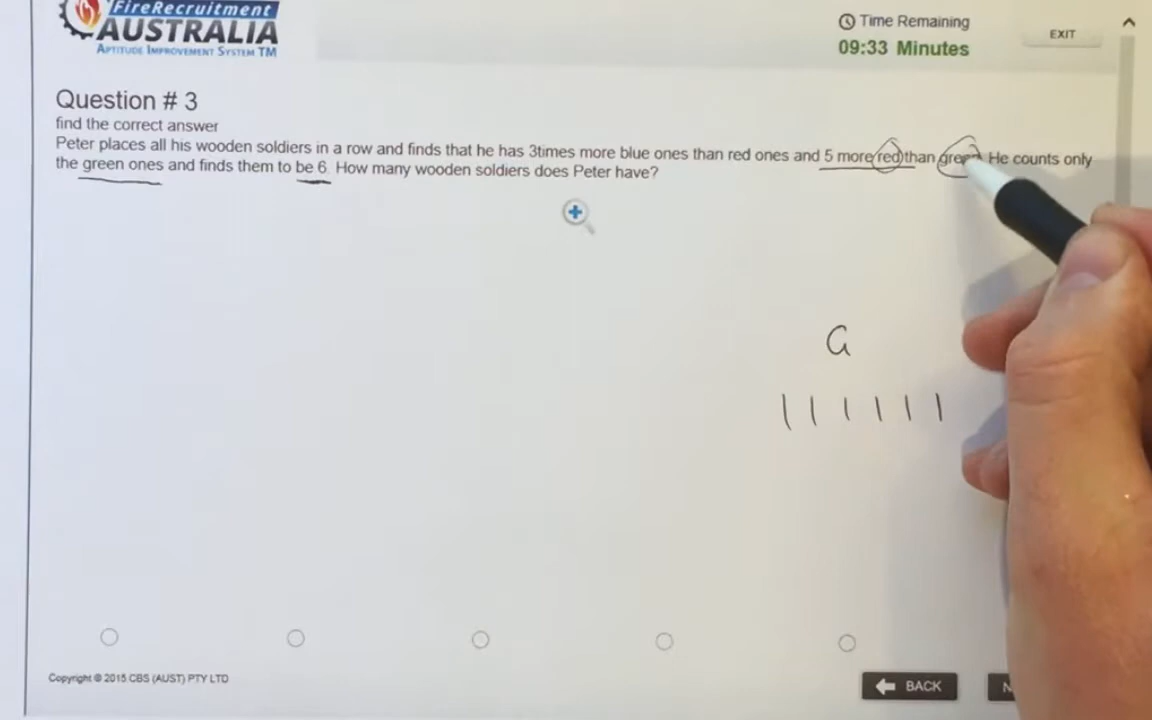 FireRecruitment
AUSTRALIA
APTITUDE IMPROVEMENT SYSTEM TM
Time Remaining
09:33 Minutes
EXIT
Question # 3
find the correct answer
Peter places all his wooden soldiers in a row and finds that he has 3times more blue ones than red ones and 5 more red than He counts only
the green ones and finds them to be 6. How many wooden soldiers does Peter have?
G
Copyright © 2015 CBS (AUST) PTY LTD
BACK